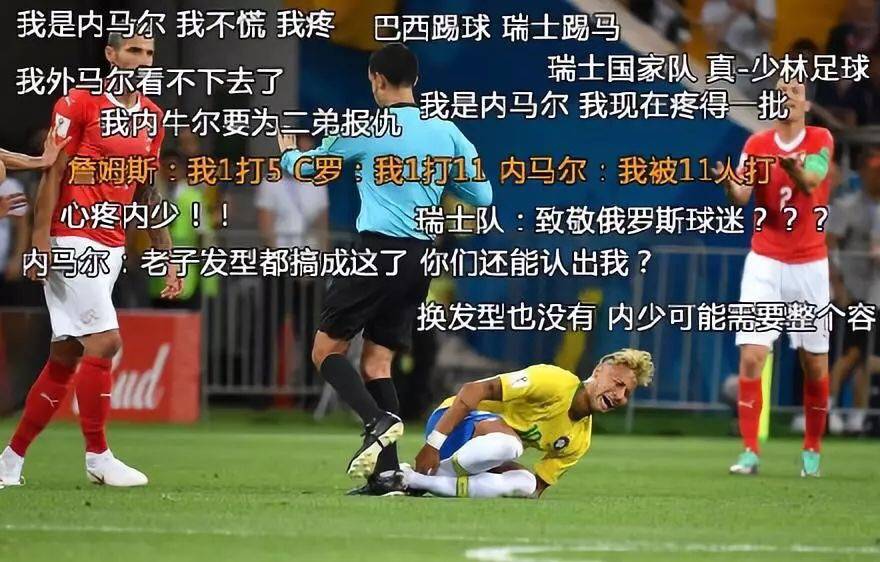 我是内马尔 我不慌 我疼
巴西踢球 瑞士踢马
瑞士国家队 真-少林足球
我外马尔看不下去了
我是内马尔 我现在疼得一批
我内牛尔要为二弟报仇
詹姆斯：我1打5 C罗：我1打11 内马尔：我被11人打
心疼内少！！
瑞士队：致敬俄罗斯球迷？？？
内马尔：老子发型都搞成这了 你们还能认出我？
换发型也没有 内少可能需要整个容
Bud
2
10